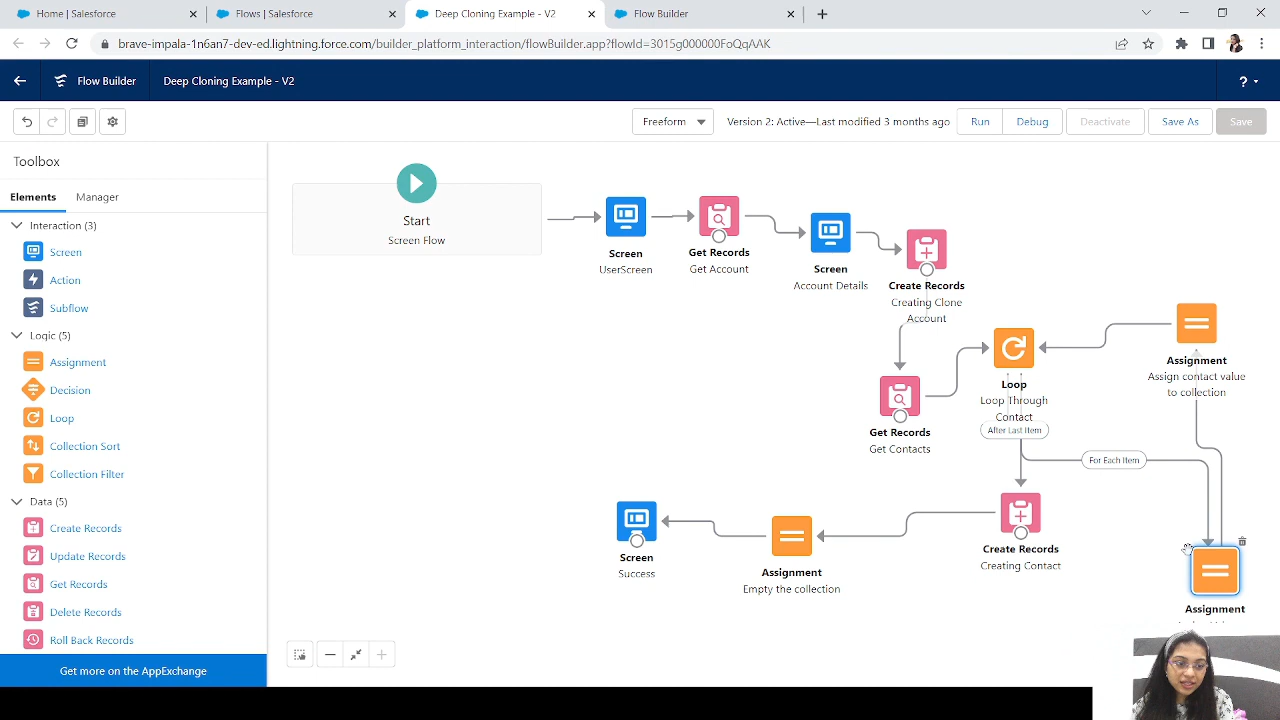 Home | Salesforce
Flows | Salesforce
Deep Cloning Example - V2
Flow Builder
brave-impala-1n6an7-dev-ed.lightning.force.com/builder_platform_interaction/flowBuilder.app?flowId=3015g000000FoQqAAK
Flow Builder
Deep Cloning Example - V2
?
Freeform
Version 2: Active—Last modified 3 months ago
Run
Debug
Deactivate
Save As
Save
Toolbox
Elements
Manager
Interaction (3)
Screen
Action
Subflow
Logic (5)
Assignment
Decision
Loop
Collection Sort
Collection Filter
Data (5)
Create Records
Update Records
Get Records
Delete Records
Roll Back Records
Get more on the AppExchange
Start
Screen Flow
Screen
UserScreen
Get Records
Get Account
Screen
Account Details
Create Records
Creating Clone
Account
Get Records
Get Contacts
Loop
Loop Through
Contact
After Last Item
For Each Item
Assignment
Assign contact value
to collection
Create Records
Creating Contact
Assignment
Empty the collection
Screen
Success
Assignment